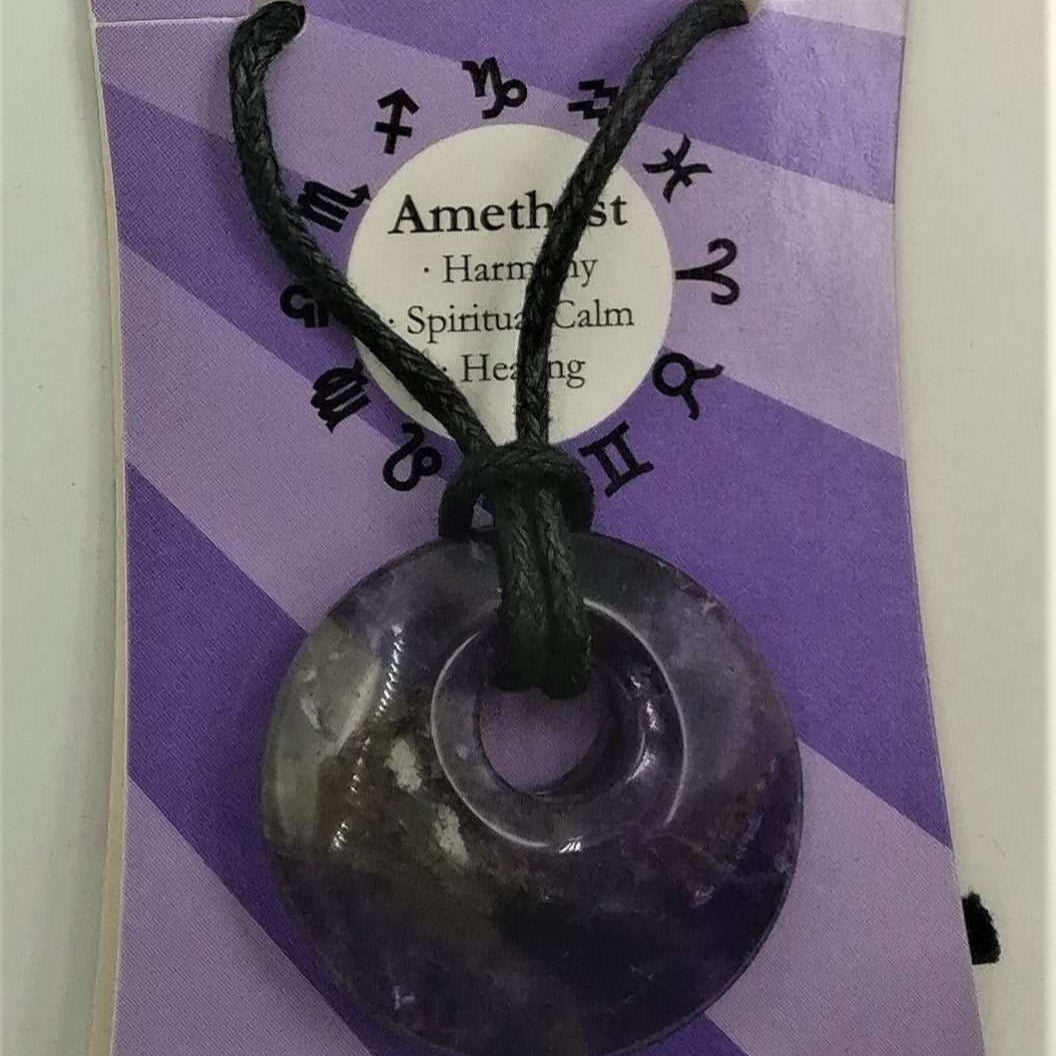 Amethyst
· Harmony
· Spiritual Calm
· Healing